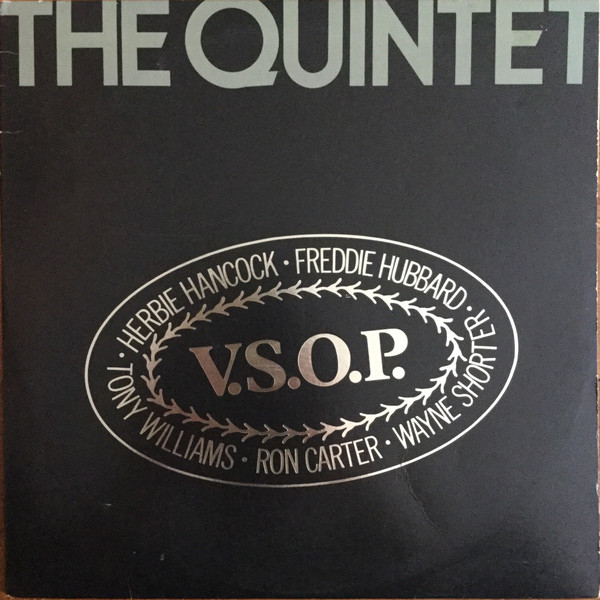 THE QUINTET
HERBIE HANCOCK · FREDDIE HUBBARD ·
V.S.O.P.
TONY WILLIAMS · RON CARTER · WAYNE SHORTER ·